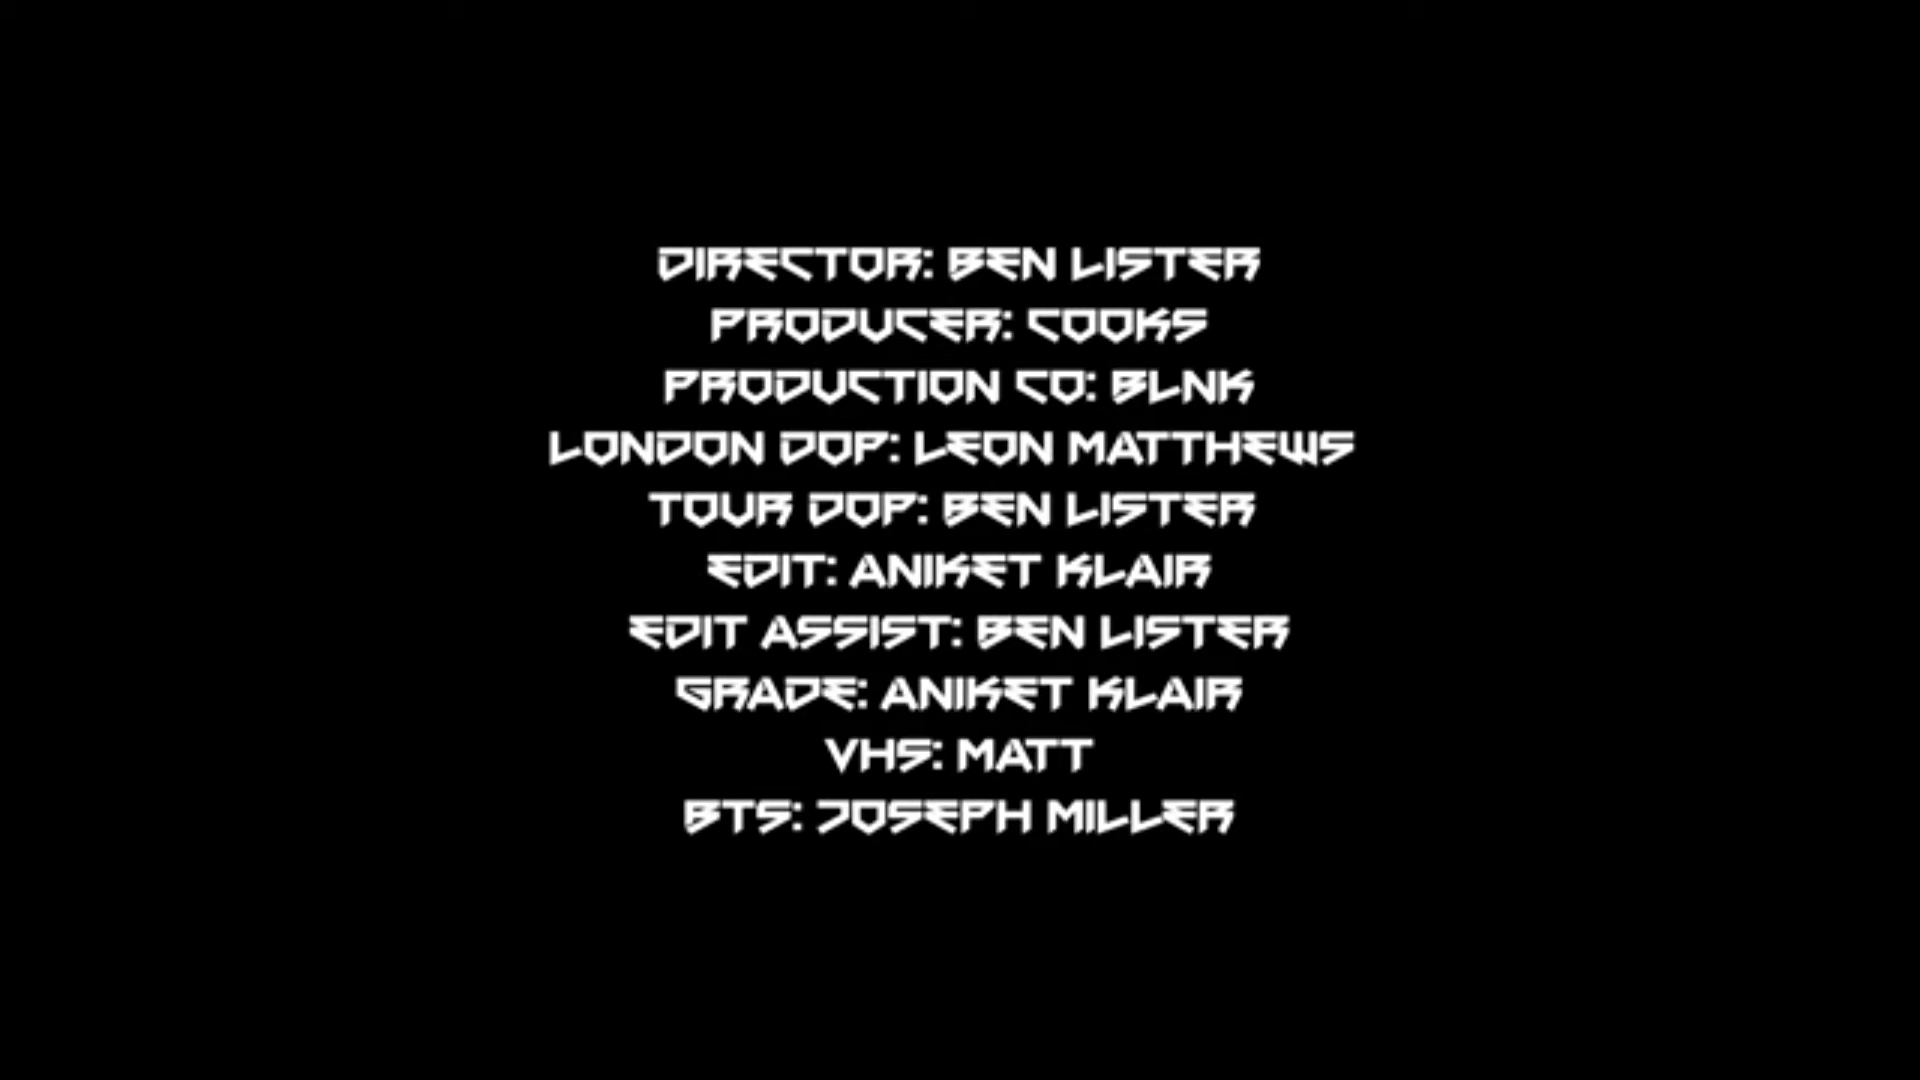 DIRECTOR: BEN LISTER
PRODUCER: COOKS
PRODUCTION CO: BLNK
LONDON DOP: LEON MATTHEWS
TOUR DOP: BEN LISTER
EDIT: ANIKET KLAIR
EDIT ASSIST: BEN LISTER
GRADE: ANIKET KLAIR
VHS: MATT
BTS: JOSEPH MILLER